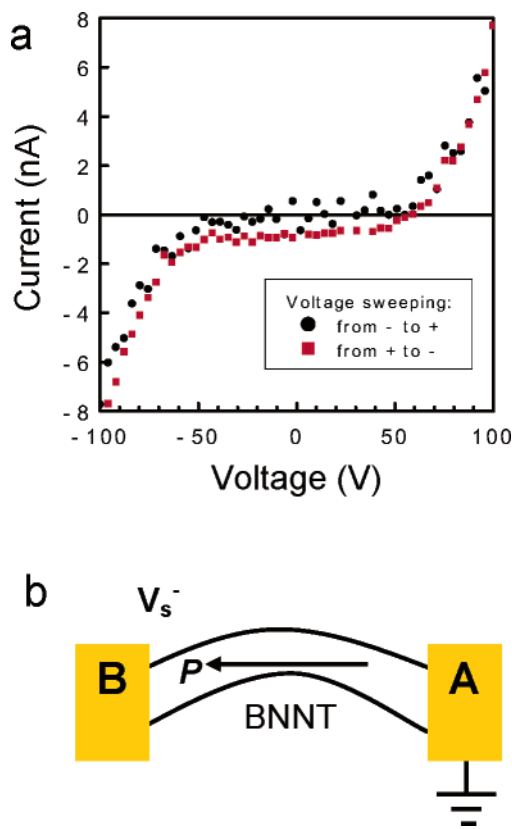 a
Current (nA)
8
6
4
2
0
- 2
- 4
- 6
- 8
Voltage sweeping:
from - to +
from + to -
- 100 - 50 0 50 100
Voltage (V)
b
Vs-
B P A
BNNT